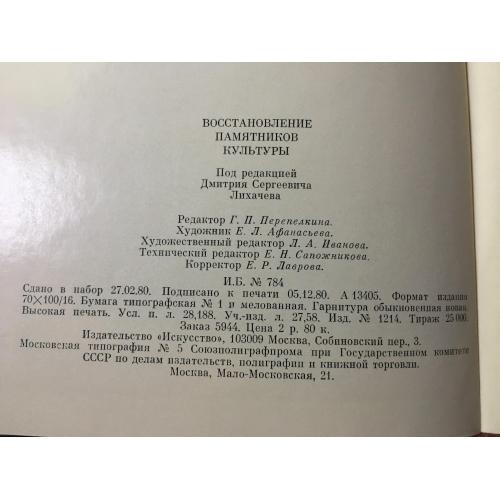 ВОССТАНОВЛЕНИЕ
ПАМЯТНИКОВ
КУЛЬТУРЫ
Под редакцией
Дмитрия Сергеевича
Лихачева
Редактор Г. П. Перепелкина.
Художник Е. Л. Афанасьева.
Художественный редактор Л. А. Иванова.
Технический редактор Е. Н. Сапожникова.
Корректор Е. Р. Лаврова.
И.Б. № 784
Сдано в набор 27.02.80. Подписано к печати 05.12.80. А 13405. Формат издания
70×100/16. Бумага типографская № 1 и мелованная. Гарнитура обыкновенная новая.
Высокая печать. Усл. п. л. 28,188. Уч.-изд. л. 27,58. Изд. № 1214. Тираж 25 000.
Заказ 5944. Цена 2 р. 80 к.
Издательство «Искусство», 103009 Москва, Собиновский пер., 3.
Московская типография № 5 Союзполиграфпрома при Государственном комитете
СССР по делам издательств, полиграфии и книжной торговли.
Москва, Мало-Московская, 21.